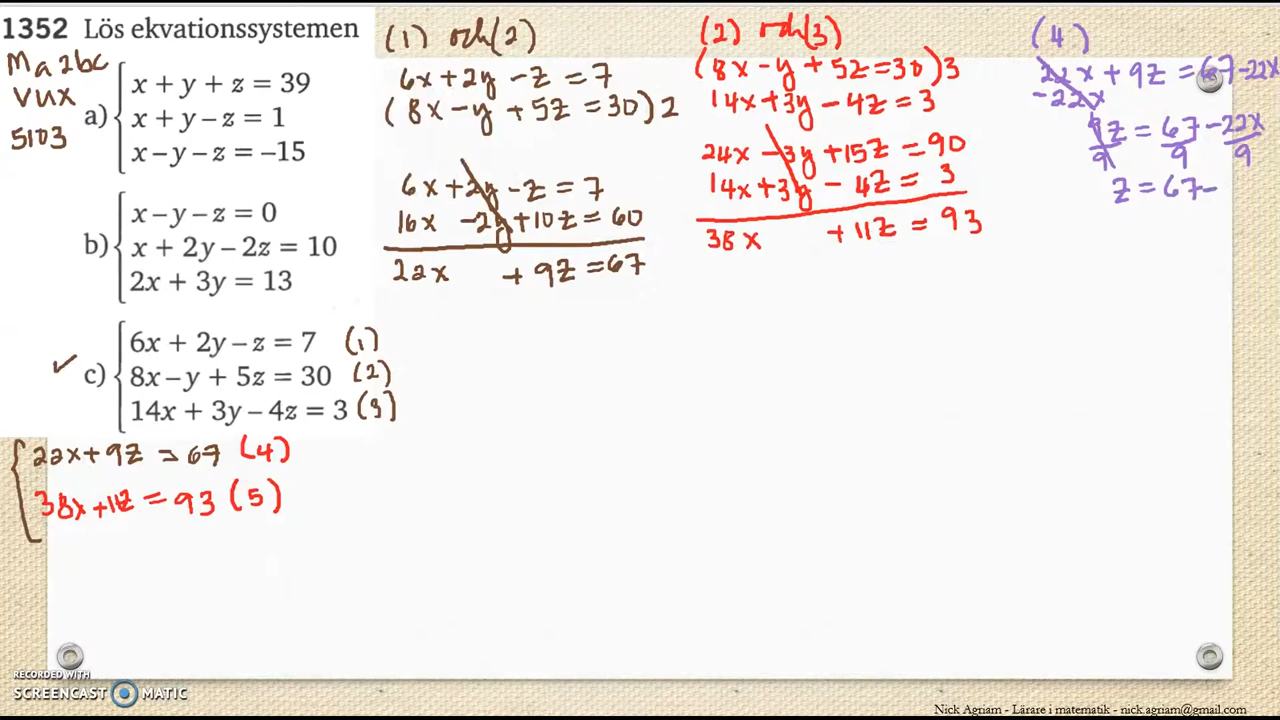 1352 Lös ekvationssystemen
Ma2bc
VUX
5103
a) x + y + z = 39
x + y – z = 1
x – y – z = –15
b) x – y – z = 0
x + 2y – 2z = 10
2x + 3y = 13
✓ c) 6x + 2y – z = 7 (1)
8x – y + 5z = 30 (2)
14x + 3y – 4z = 3 (3)
22x + 9z = 67 (4)
38x + 11z = 93 (5)
(1) och (2)
6x + 2y – z = 7
(8x – y + 5z = 30) 2
6x + 2y – z = 7
16x – 2y + 10z = 60
0
22x + 9z = 67
(2) och (3)
(8x – y + 5z = 30) 3
14x + 3y – 4z = 3
24x – 3y + 15z = 90
14x + 3y – 4z = 3
38x + 11z = 93
(4)
22x + 9z = 67 – 22x
–22x
9z = 67 – 22x
9 9 9
z = 67 –
RECORDED WITH
SCREENCAST MATIC
Nick Agriam - Lärare i matematik - nick.agriam@gmail.com